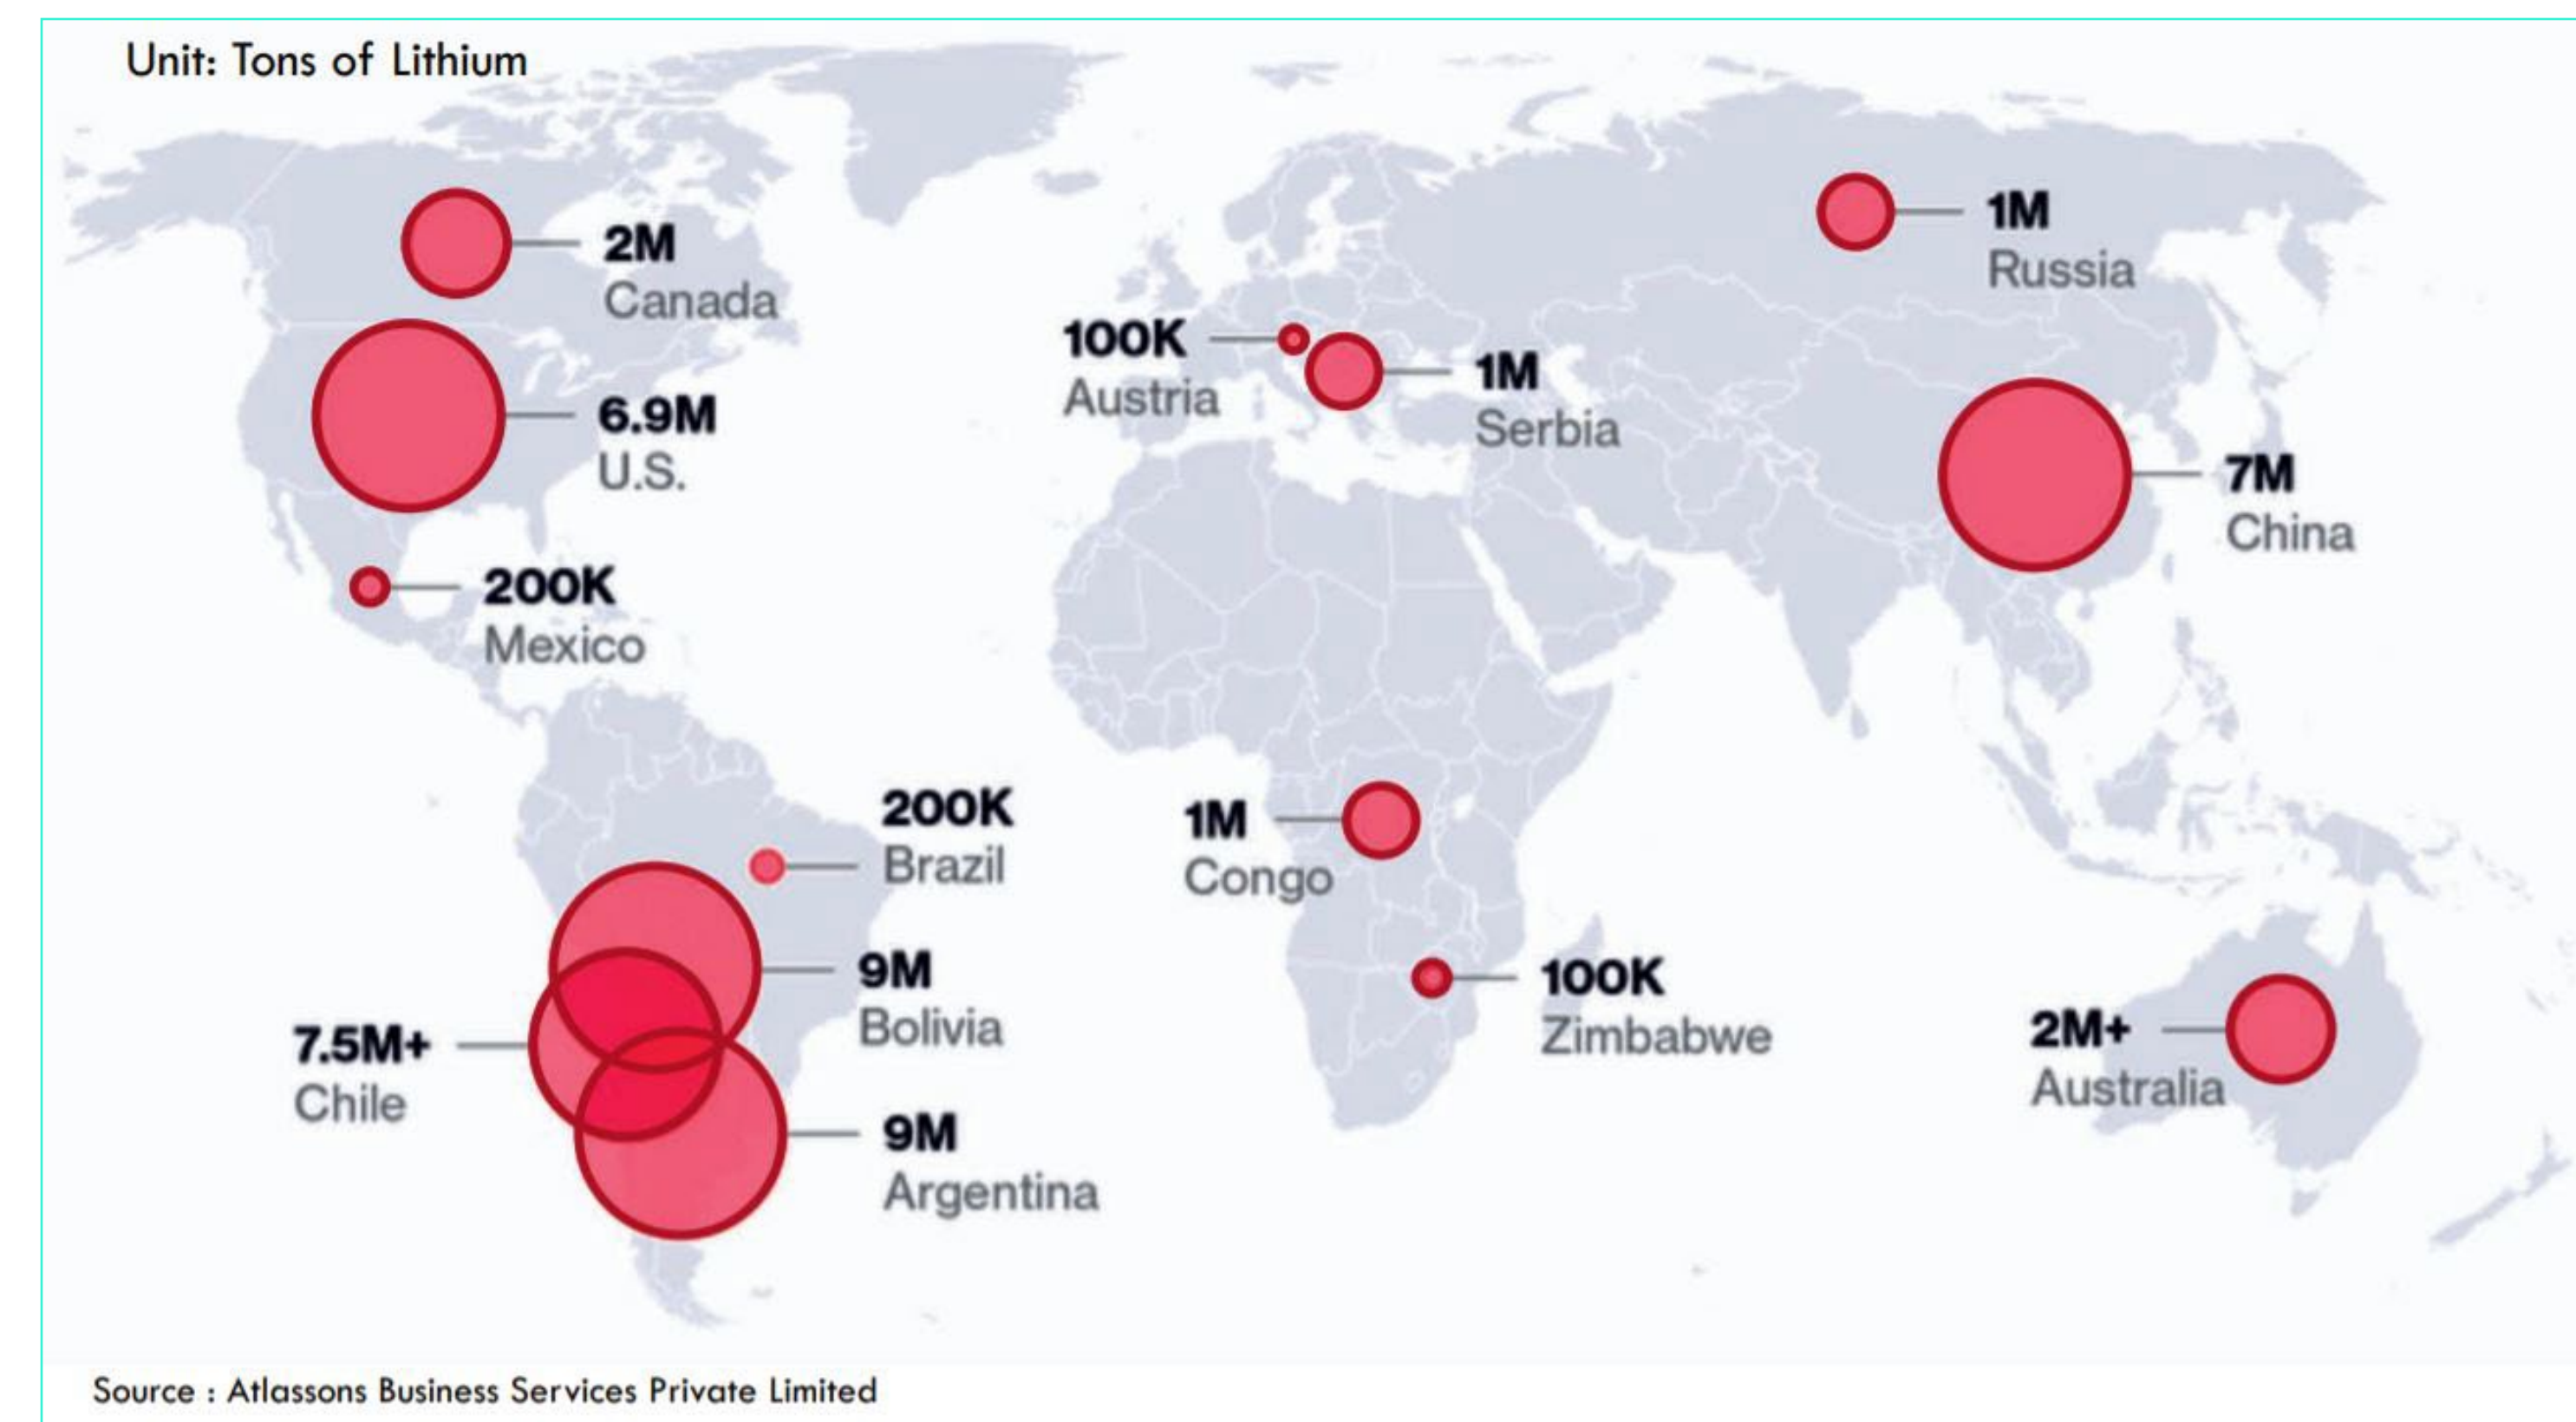 Unit: Tons of Lithium
2M
Canada
6.9M
U.S.
200K
Mexico
200K
Brazil
9M
Bolivia
7.5M+
Chile
9M
Argentina
100K
Austria
1M
Serbia
1M
Congo
100K
Zimbabwe
1M
Russia
7M
China
2M+
Australia
Source : Atlassons Business Services Private Limited